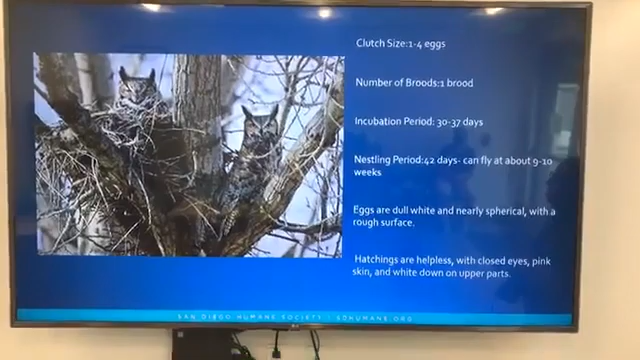 Clutch Size:1-4 eggs
Number of Broods:1 brood
Incubation Period: 30-37 days
Nestling Period:42 days- can fly at about 9-10
weeks
Eggs are dull white and nearly spherical, with a
rough surface.
Hatchings are helpless, with closed eyes, pink
skin, and white down on upper parts.
SAN DIEGO HUMANE SOCIETY | SDHUMANE.ORG
LG